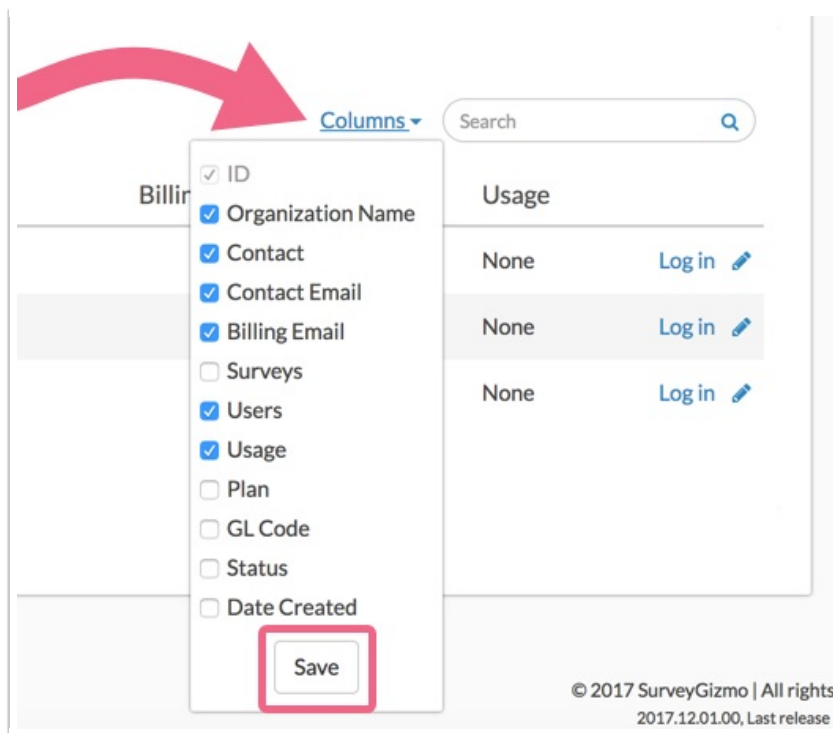 Columns
Search
ID
Billin
Usage
Organization Name
Contact
None
Log in
Contact Email
Billing Email
None
Log in
Surveys
None
Log in
Users
Usage
Plan
GL Code
Status
Date Created
Save
© 2017 SurveyGizmo | All rights
2017.12.01.00, Last release